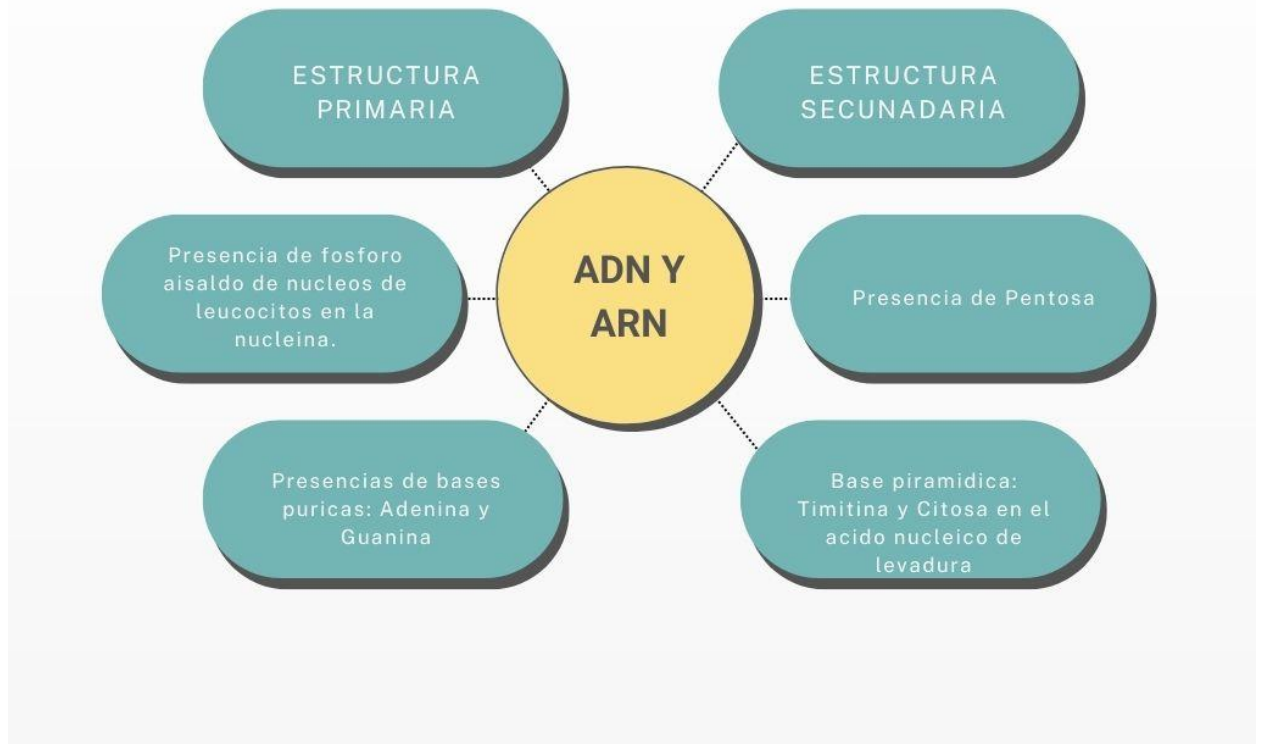 ESTRUCTURA
PRIMARIA
ESTRUCTURA
SECUNADARIA
Presencia de fosforo
aisaldo de nucleos de
leucocitos en la
nucleina.
ADN Y
ARN
Presencia de Pentosa
Presencias de bases
puricas: Adenina y
Guanina
Base piramidica:
Timitina y Citosa en el
acido nucleico de
levadura